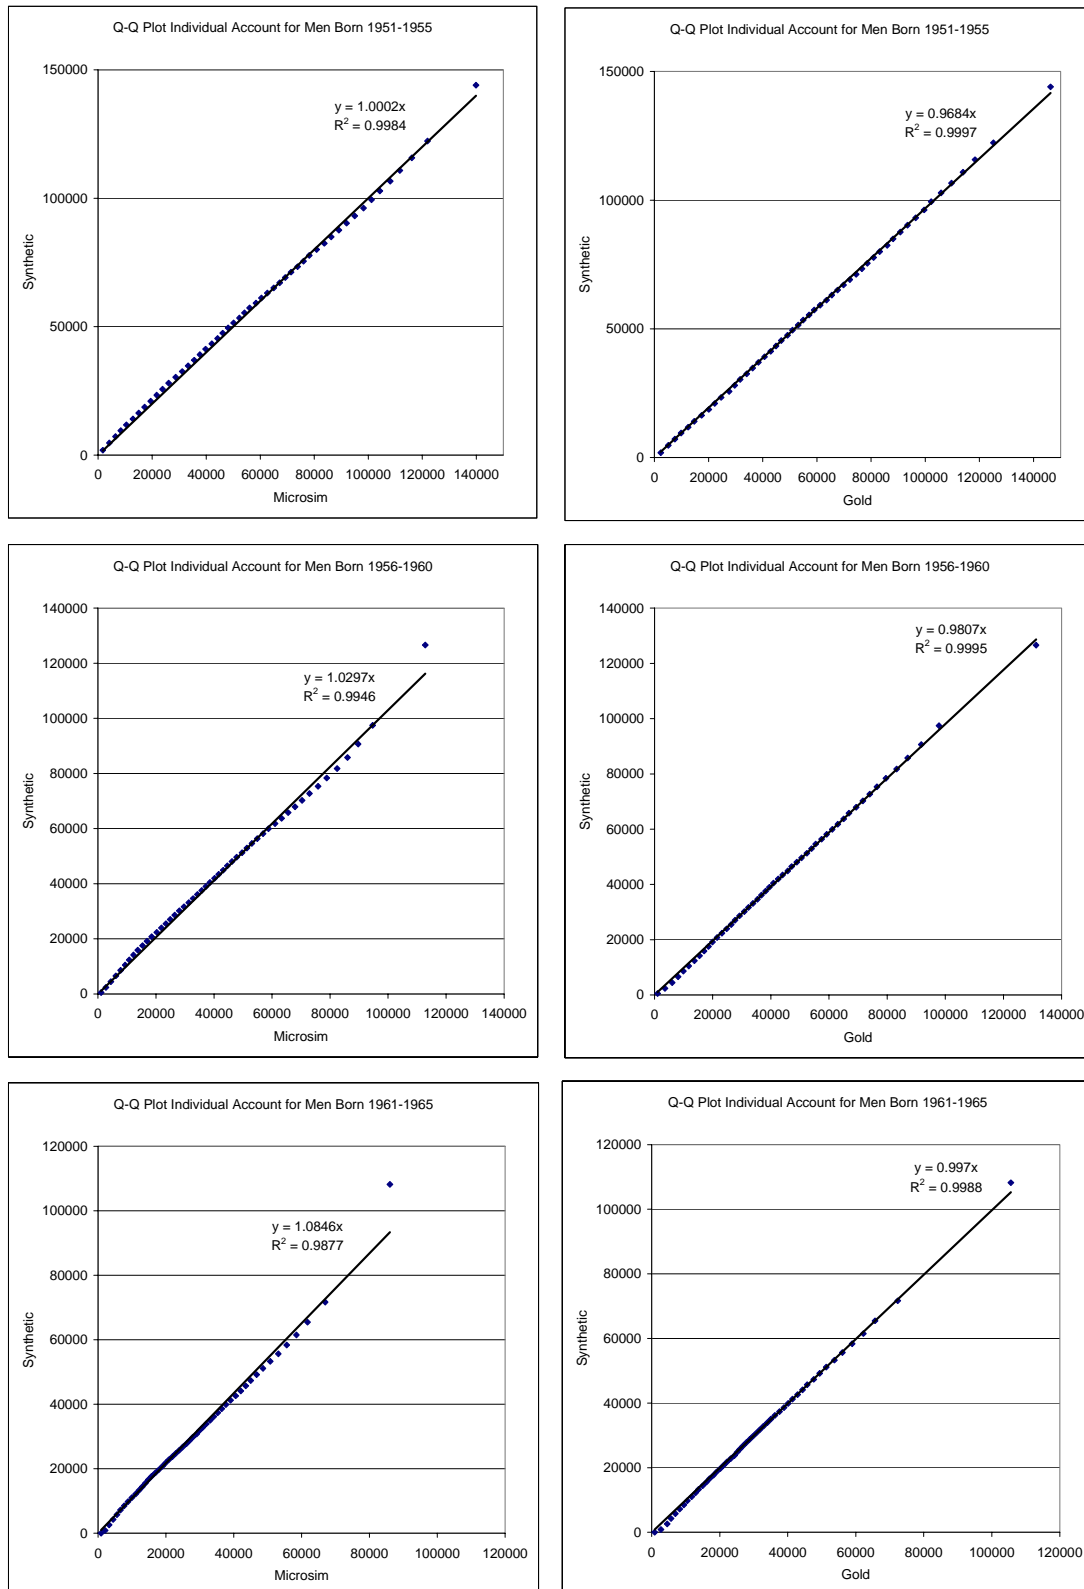 Q-Q Plot Individual Account for Men Born 1951-1955
150000
100000
50000
0
Synthetic
y = 1.0002x
R² = 0.9984
0 20000 40000 60000 80000 100000 120000 140000
Microsim
Q-Q Plot Individual Account for Men Born 1951-1955
150000
100000
50000
0
Synthetic
y = 0.9684x
R² = 0.9997
0 20000 40000 60000 80000 100000 120000 140000
Gold
Q-Q Plot Individual Account for Men Born 1956-1960
140000
120000
100000
80000
60000
40000
20000
0
Synthetic
y = 1.0297x
R² = 0.9946
0 20000 40000 60000 80000 100000 120000 140000
Microsim
Q-Q Plot Individual Account for Men Born 1956-1960
140000
120000
100000
80000
60000
40000
20000
0
Synthetic
y = 0.9807x
R² = 0.9995
0 20000 40000 60000 80000 100000 120000 140000
Gold
Q-Q Plot Individual Account for Men Born 1961-1965
120000
100000
80000
60000
40000
20000
0
Synthetic
y = 1.0846x
R² = 0.9877
0 20000 40000 60000 80000 100000 120000
Microsim
Q-Q Plot Individual Account for Men Born 1961-1965
120000
100000
80000
60000
40000
20000
0
Synthetic
y = 0.997x
R² = 0.9988
0 20000 40000 60000 80000 100000 120000
Gold